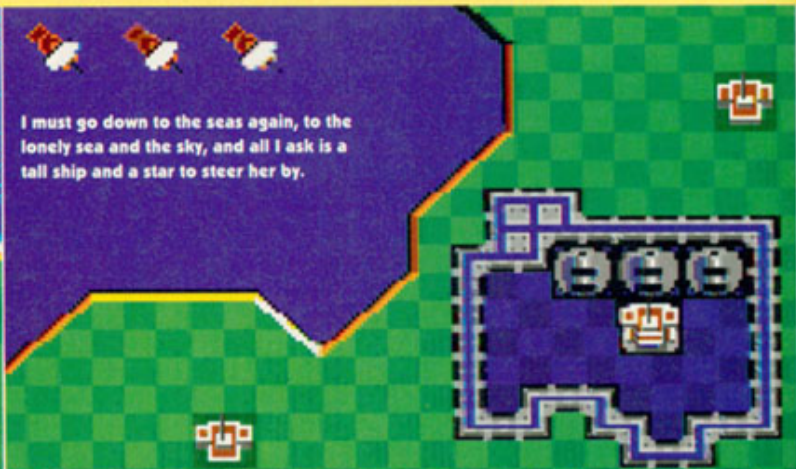 I must go down to the seas again, to the
lonely sea and the sky, and all I ask is a
tall ship and a star to steer her by.